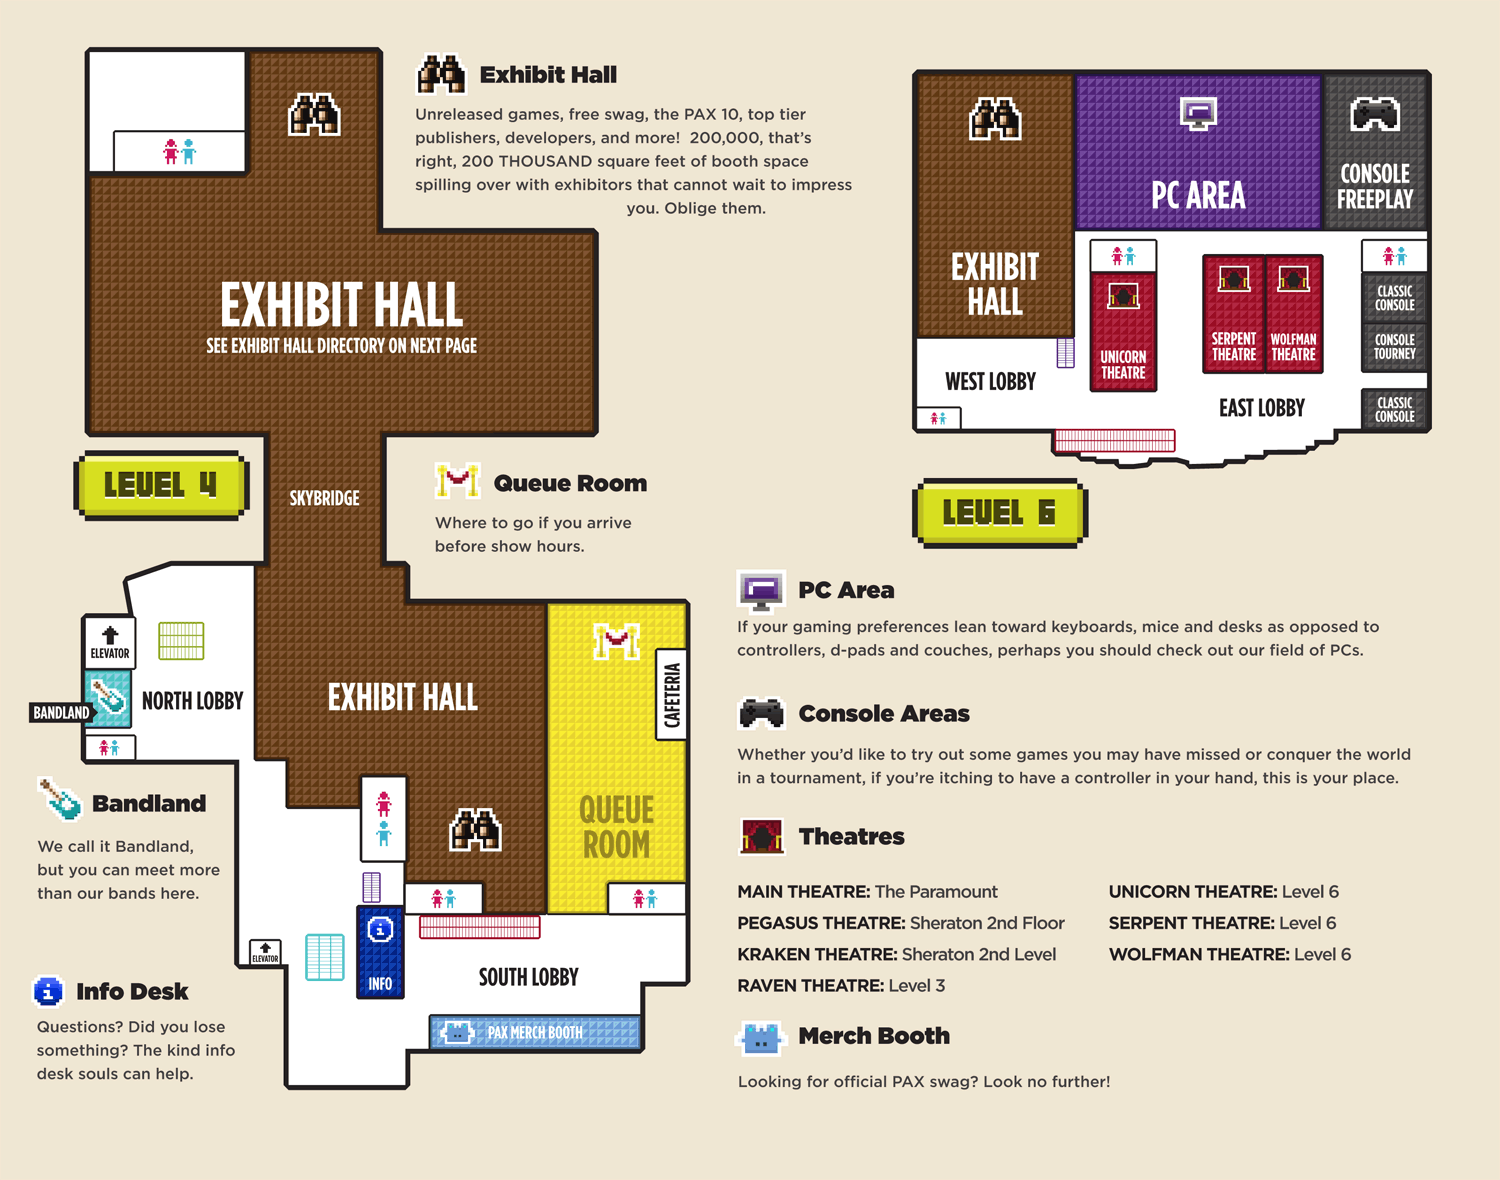 Exhibit Hall
Unreleased games, free swag, the PAX 10, top tier
publishers, developers, and more!  200,000, that's
right, 200 THOUSAND square feet of booth space
spilling over with exhibitors that cannot wait to impress
you. Oblige them.
EXHIBIT HALL
SEE EXHIBIT HALL DIRECTORY ON NEXT PAGE
LEVEL 4
SKYBRIDGE
Queue Room
Where to go if you arrive
before show hours.
ELEVATOR
BANDLAND
NORTH LOBBY
EXHIBIT HALL
CAFETERIA
QUEUE
ROOM
Bandland
We call it Bandland,
but you can meet more
than our bands here.
ELEVATOR
INFO
SOUTH LOBBY
PAX MERCH BOOTH
Info Desk
Questions? Did you lose
something? The kind info
desk souls can help.
EXHIBIT
HALL
PC AREA
CONSOLE
FREEPLAY
UNICORN
THEATRE
SERPENT
THEATRE
WOLFMAN
THEATRE
CLASSIC
CONSOLE
CONSOLE
TOURNEY
CLASSIC
CONSOLE
WEST LOBBY
EAST LOBBY
LEVEL 6
PC Area
If your gaming preferences lean toward keyboards, mice and desks as opposed to
controllers, d-pads and couches, perhaps you should check out our field of PCs.
Console Areas
Whether you'd like to try out some games you may have missed or conquer the world
in a tournament, if you're itching to have a controller in your hand, this is your place.
Theatres
MAIN THEATRE: The Paramount
PEGASUS THEATRE: Sheraton 2nd Floor
KRAKEN THEATRE: Sheraton 2nd Level
RAVEN THEATRE: Level 3
UNICORN THEATRE: Level 6
SERPENT THEATRE: Level 6
WOLFMAN THEATRE: Level 6
Merch Booth
Looking for official PAX swag? Look no further!